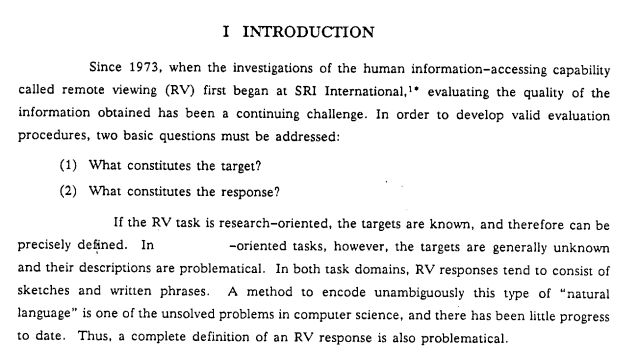 I INTRODUCTION
Since 1973, when the investigations of the human information-accessing capability
called remote viewing (RV) first began at SRI International,¹* evaluating the quality of the
information obtained has been a continuing challenge. In order to develop valid evaluation
procedures, two basic questions must be addressed:
(1) What constitutes the target?
(2) What constitutes the response?
If the RV task is research-oriented, the targets are known, and therefore can be
precisely defined. In -oriented tasks, however, the targets are generally unknown
and their descriptions are problematical. In both task domains, RV responses tend to consist of
sketches and written phrases. A method to encode unambiguously this type of "natural
language" is one of the unsolved problems in computer science, and there has been little progress
to date. Thus, a complete definition of an RV response is also problematical.